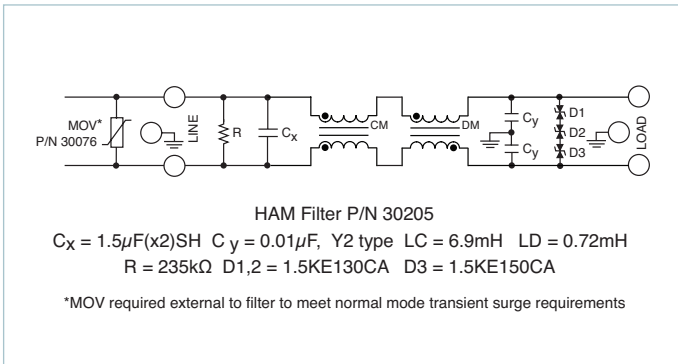 MOV*
P/N 30076
LINE
R
Cx
CM
DM
Cy
Cy
D1
D2
D3
LOAD
HAM Filter P/N 30205
Cx = 1.5µF(x2)SH C y = 0.01µF, Y2 type LC = 6.9mH LD = 0.72mH
R = 235kΩ D1,2 = 1.5KE130CA D3 = 1.5KE150CA
*MOV required external to filter to meet normal mode transient surge requirements